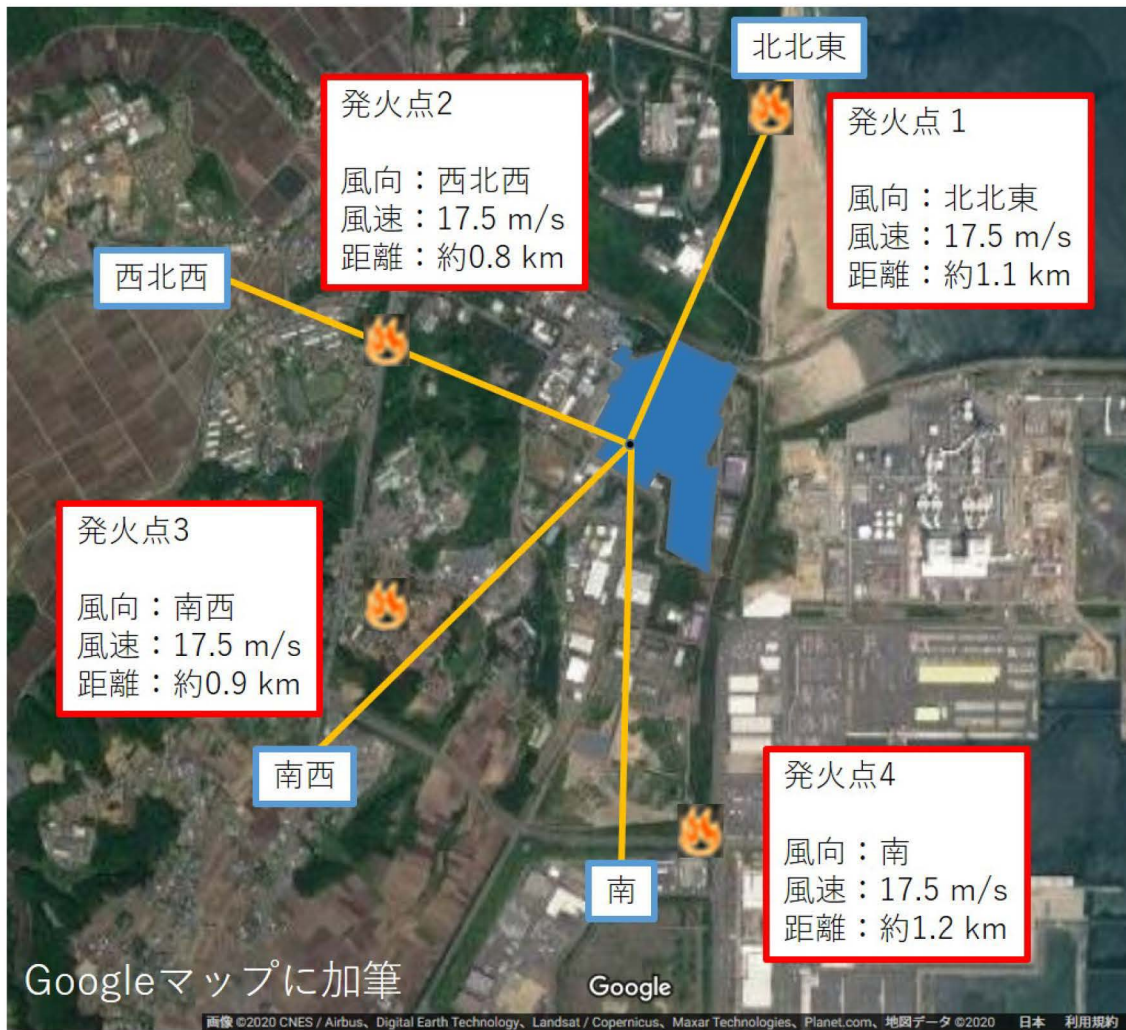 北北東
発火点 1
風向：北北東
風速：17.5 m/s
距離：約1.1 km
発火点2
風向：西北西
風速：17.5 m/s
距離：約0.8 km
西北西
発火点3
風向：南西
風速：17.5 m/s
距離：約0.9 km
南西
発火点4
風向：南
風速：17.5 m/s
距離：約1.2 km
南
Googleマップに加筆
Google
画像 ©2020 CNES / Airbus、Digital Earth Technology、Landsat / Copernicus、Maxar Technologies、Planet.com、地図データ ©2020 日本 利用規約